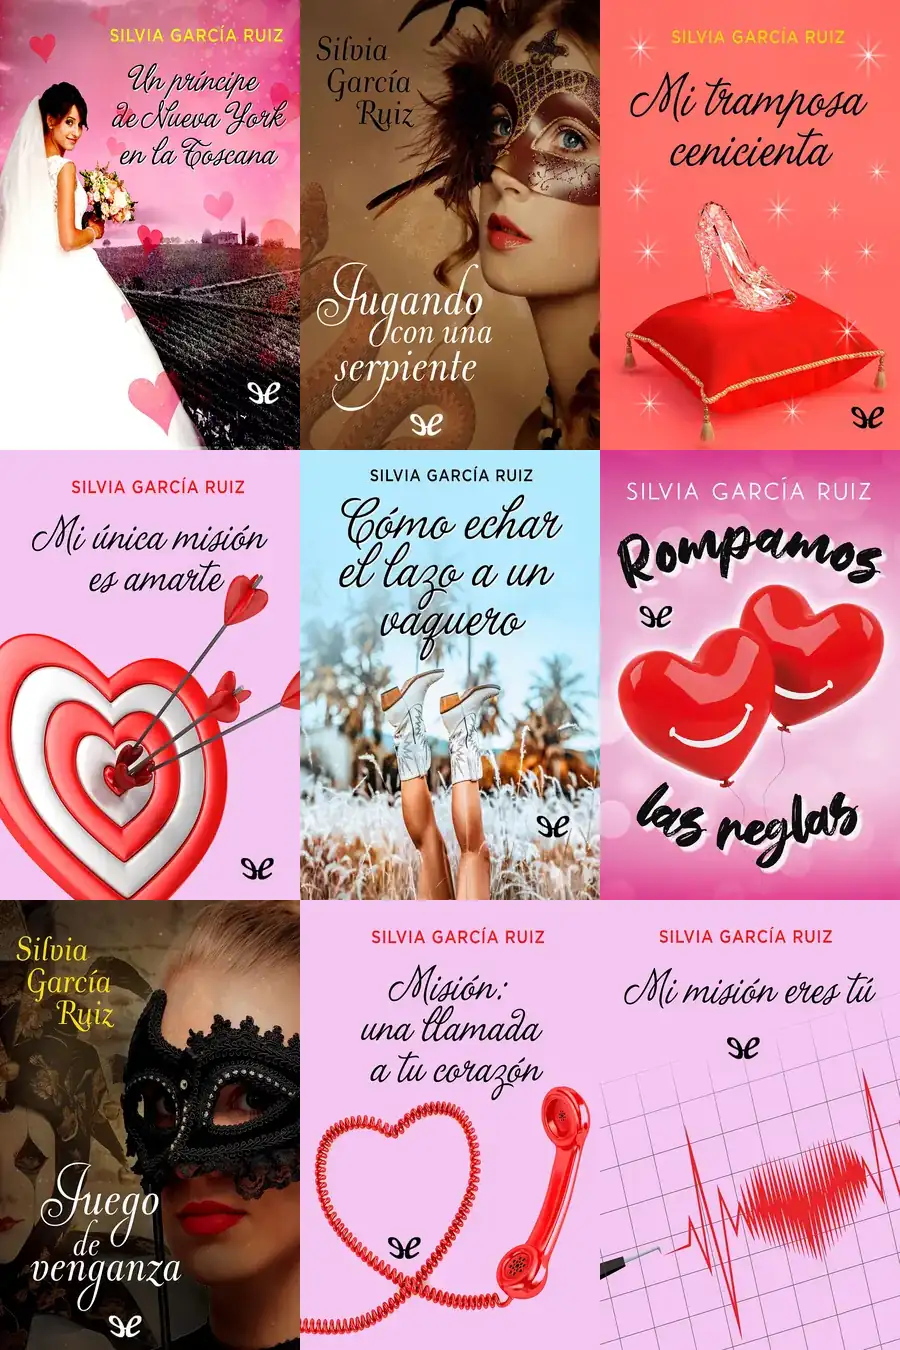 SILVIA GARCÍA RUIZ
Un príncipe
de Nueva York
en la Toscana
Silvia
García
Ruiz
Jugando
con una
serpiente
SILVIA GARCÍA RUIZ
Mi tramposa
cenicienta
SILVIA GARCÍA RUIZ
Mi única misión
es amarte
SILVIA GARCÍA RUIZ
Cómo echar
el lazo a un
vaquero
SILVIA GARCÍA RUIZ
Rompamos
las reglas
Silvia
García
Ruiz
Juego
de
venganza
SILVIA GARCÍA RUIZ
Misión:
una llamada
a tu corazón
SILVIA GARCÍA RUIZ
Mi misión eres tú